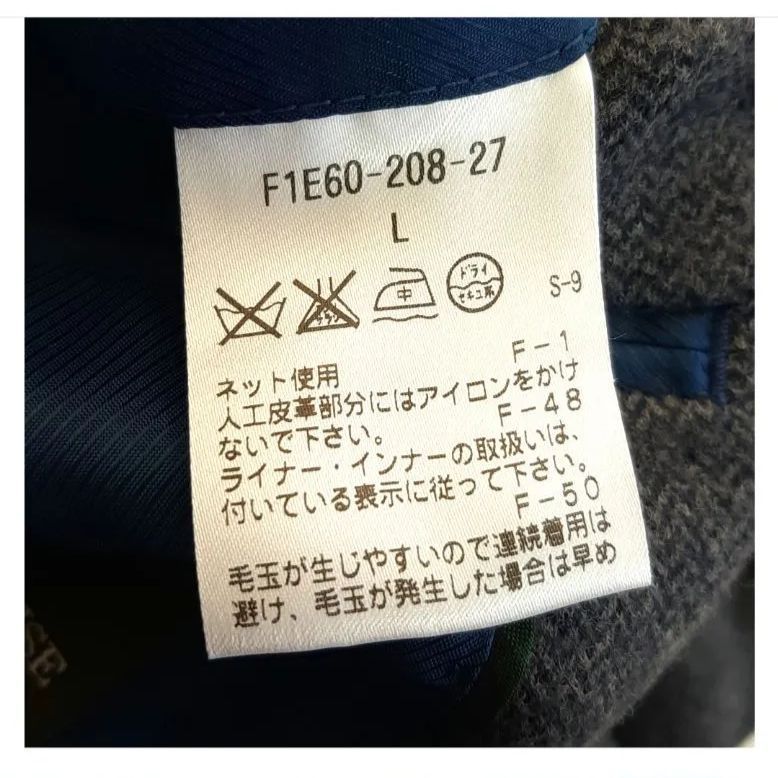 F1E60-208-27
L
中
ドライ
セキユ系
S-9
F-1
ネット使用
人工皮革部分にはアイロンをかけ
F-48
ないで下さい。
ライナー・インナーの取扱いは、
付いている表示に従って下さい。
F-50
毛玉が生じやすいので連続着用は
避け、毛玉が発生した場合は早め